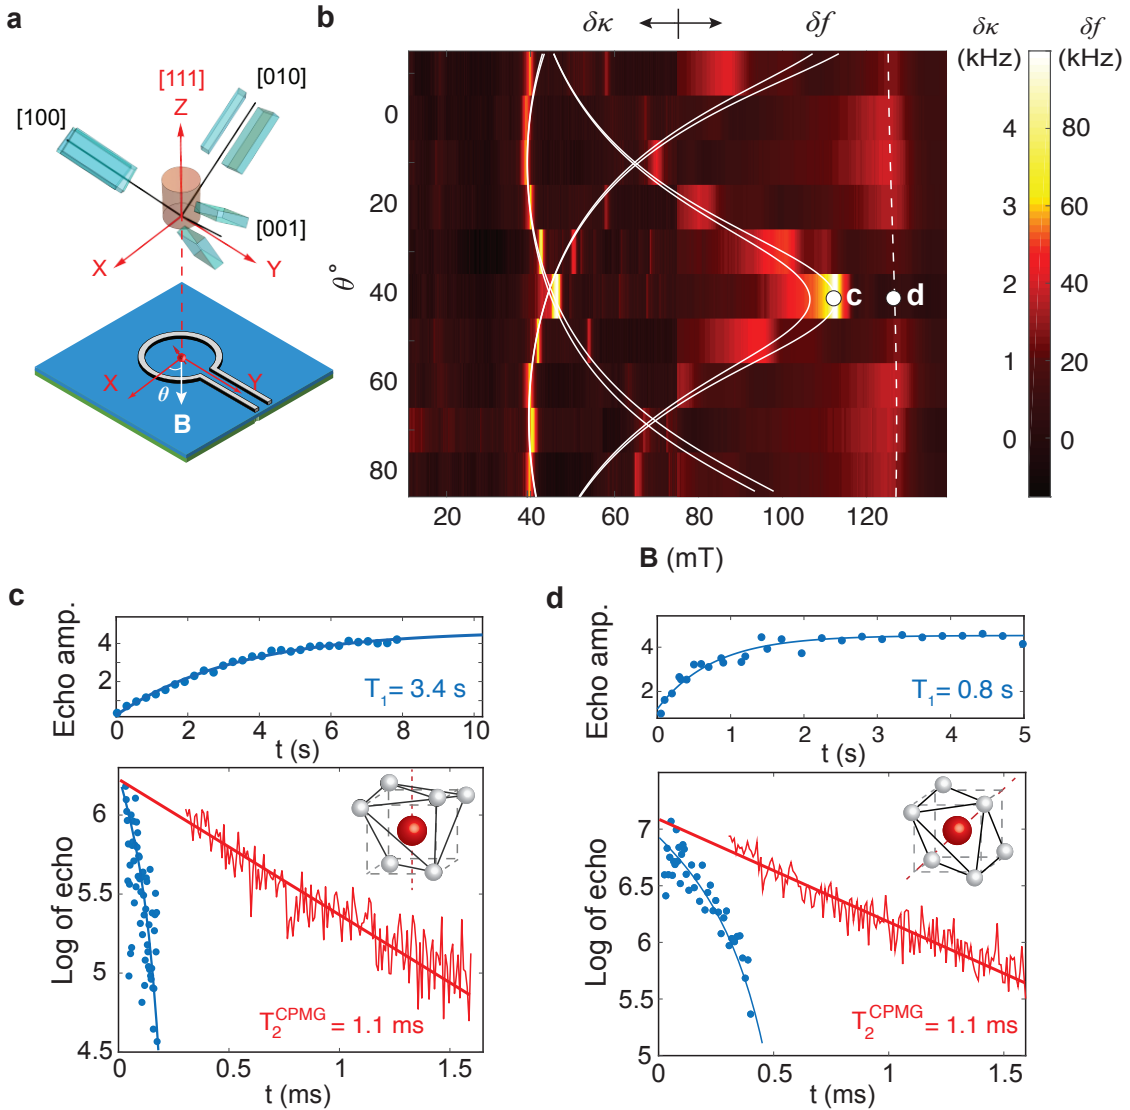 a
[111]
Z
[010]
[100]
[001]
X
Y
X
Y
θ
B
b
δκ
δf
δκ
(kHz)
δf
(kHz)
0
20
40
60
80
θ°
c
d
4
3
2
1
0
80
60
40
20
0
20
40
60
80
100
120
B (mT)
c
Echo amp.
4
2
T1= 3.4 s
0
2
4
6
8
10
t (s)
Log of echo
6
5.5
5
4.5
T2CPMG = 1.1 ms
0
0.5
1
1.5
t (ms)
d
Echo amp.
4
2
T1= 0.8 s
0
1
2
3
4
5
t (s)
Log of echo
7
6.5
6
5.5
5
T2CPMG = 1.1 ms
0
0.5
1
1.5
t (ms)